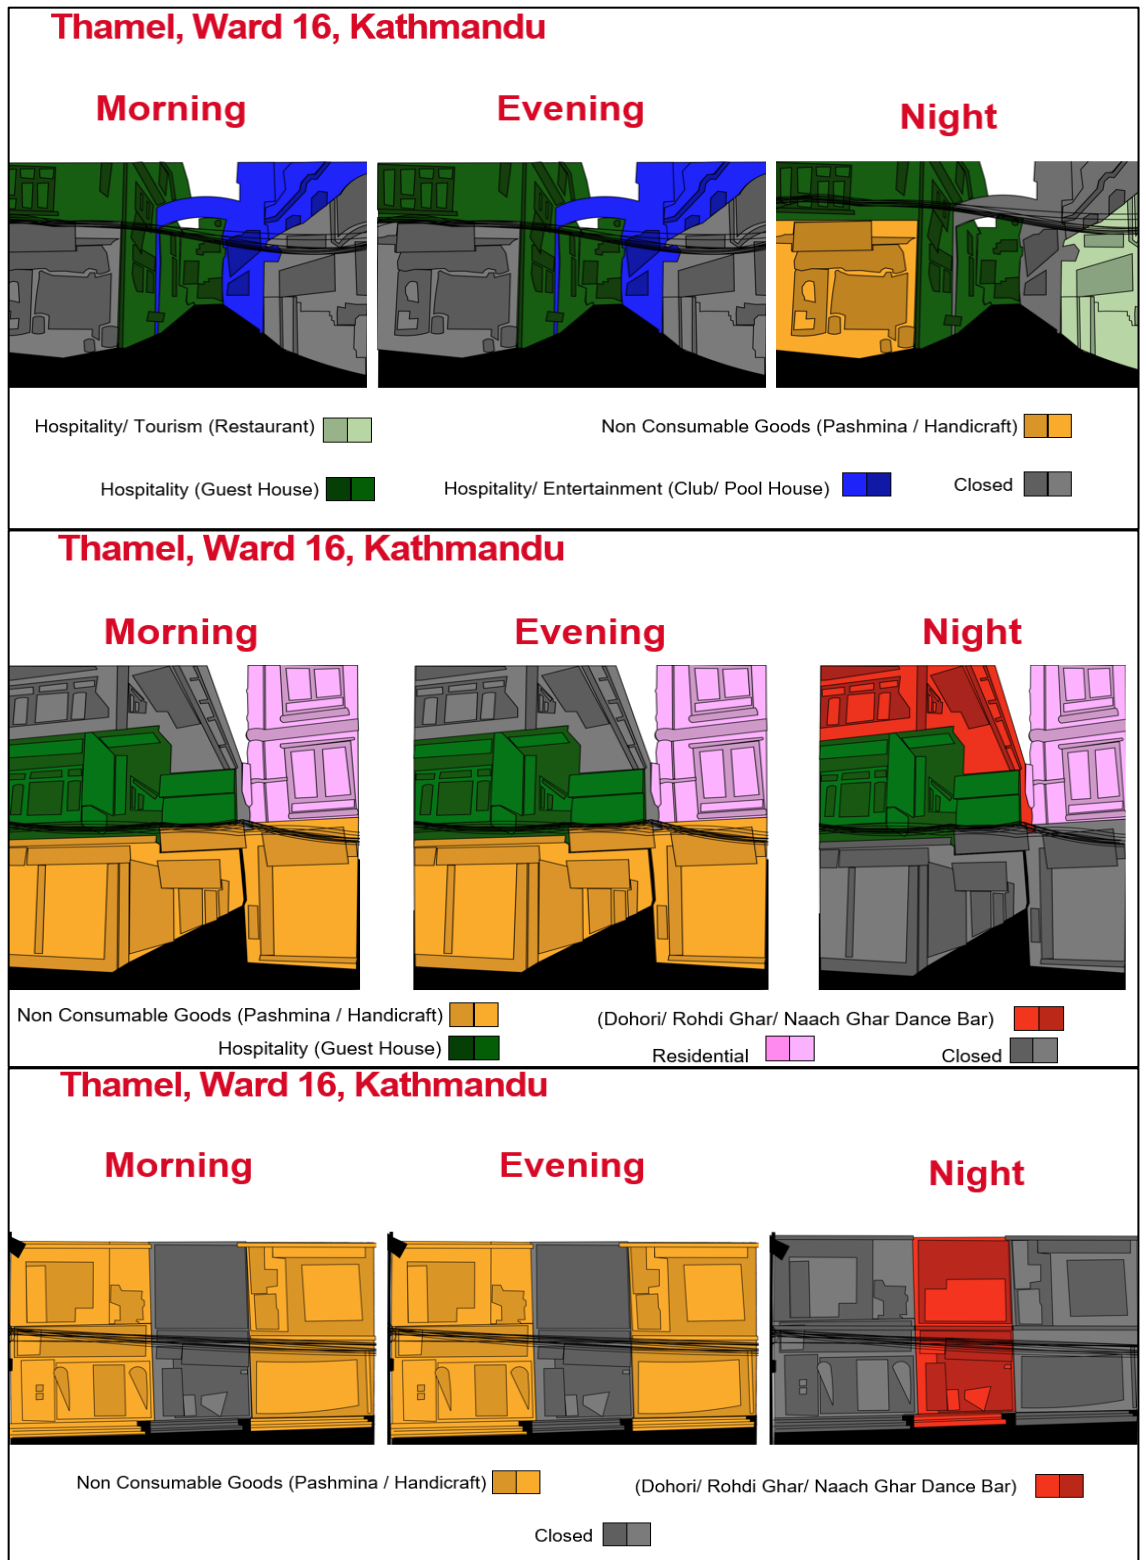 Thamel, Ward 16, Kathmandu
Morning
Evening
Night
Hospitality/ Tourism (Restaurant)
Non Consumable Goods (Pashmina / Handicraft)
Hospitality (Guest House)
Hospitality/ Entertainment (Club/ Pool House)
Closed
Thamel, Ward 16, Kathmandu
Morning
Evening
Night
Non Consumable Goods (Pashmina / Handicraft)
(Dohori/ Rohdi Ghar/ Naach Ghar Dance Bar)
Hospitality (Guest House)
Residential
Closed
Thamel, Ward 16, Kathmandu
Morning
Evening
Night
Non Consumable Goods (Pashmina / Handicraft)
(Dohori/ Rohdi Ghar/ Naach Ghar Dance Bar)
Closed